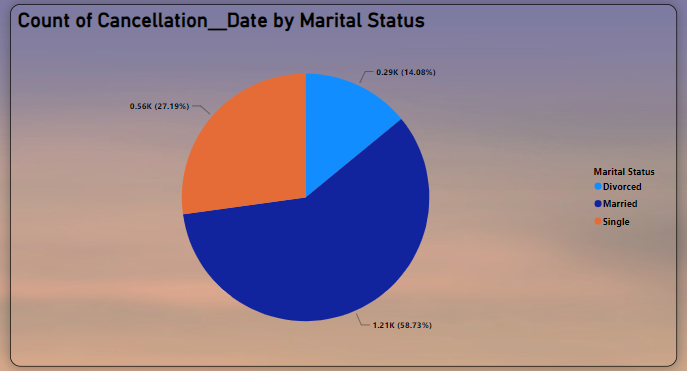 Count of Cancellation__Date by Marital Status
0.29K (14.08%)
0.56K (27.19%)
Marital Status
Divorced
Married
Single
1.21K (58.73%)